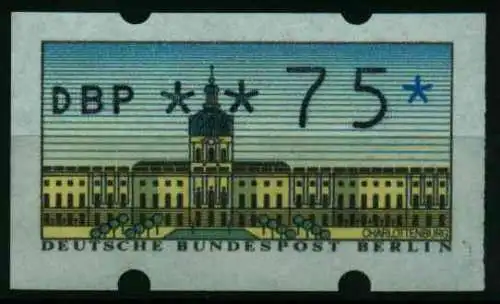 DBP ** 75*
CHARLOTTENBURG
DEUTSCHE BUNDESPOST BERLIN